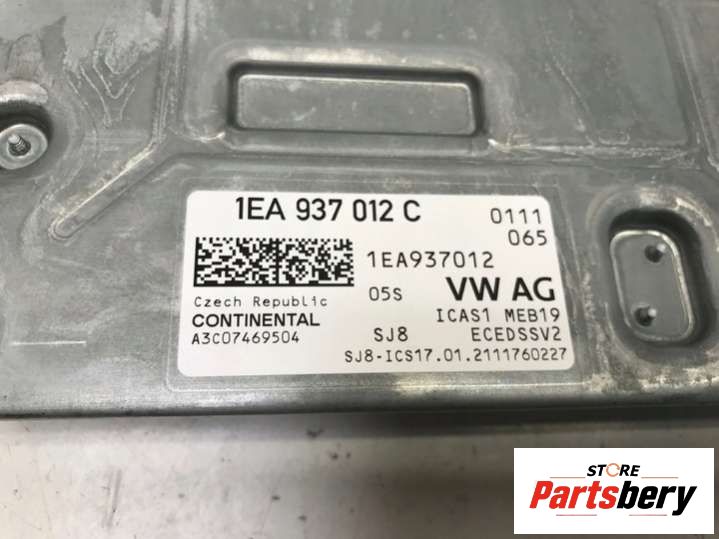 1EA 937 012 C
0111
065
1EA937012
05S VW AG
Czech Republic
CONTINENTAL
A3C07469504
ICAS1 MEB19
SJ8 ECEDSSV2
SJ8-ICS17.01.2111760227
STORE
Partsbery